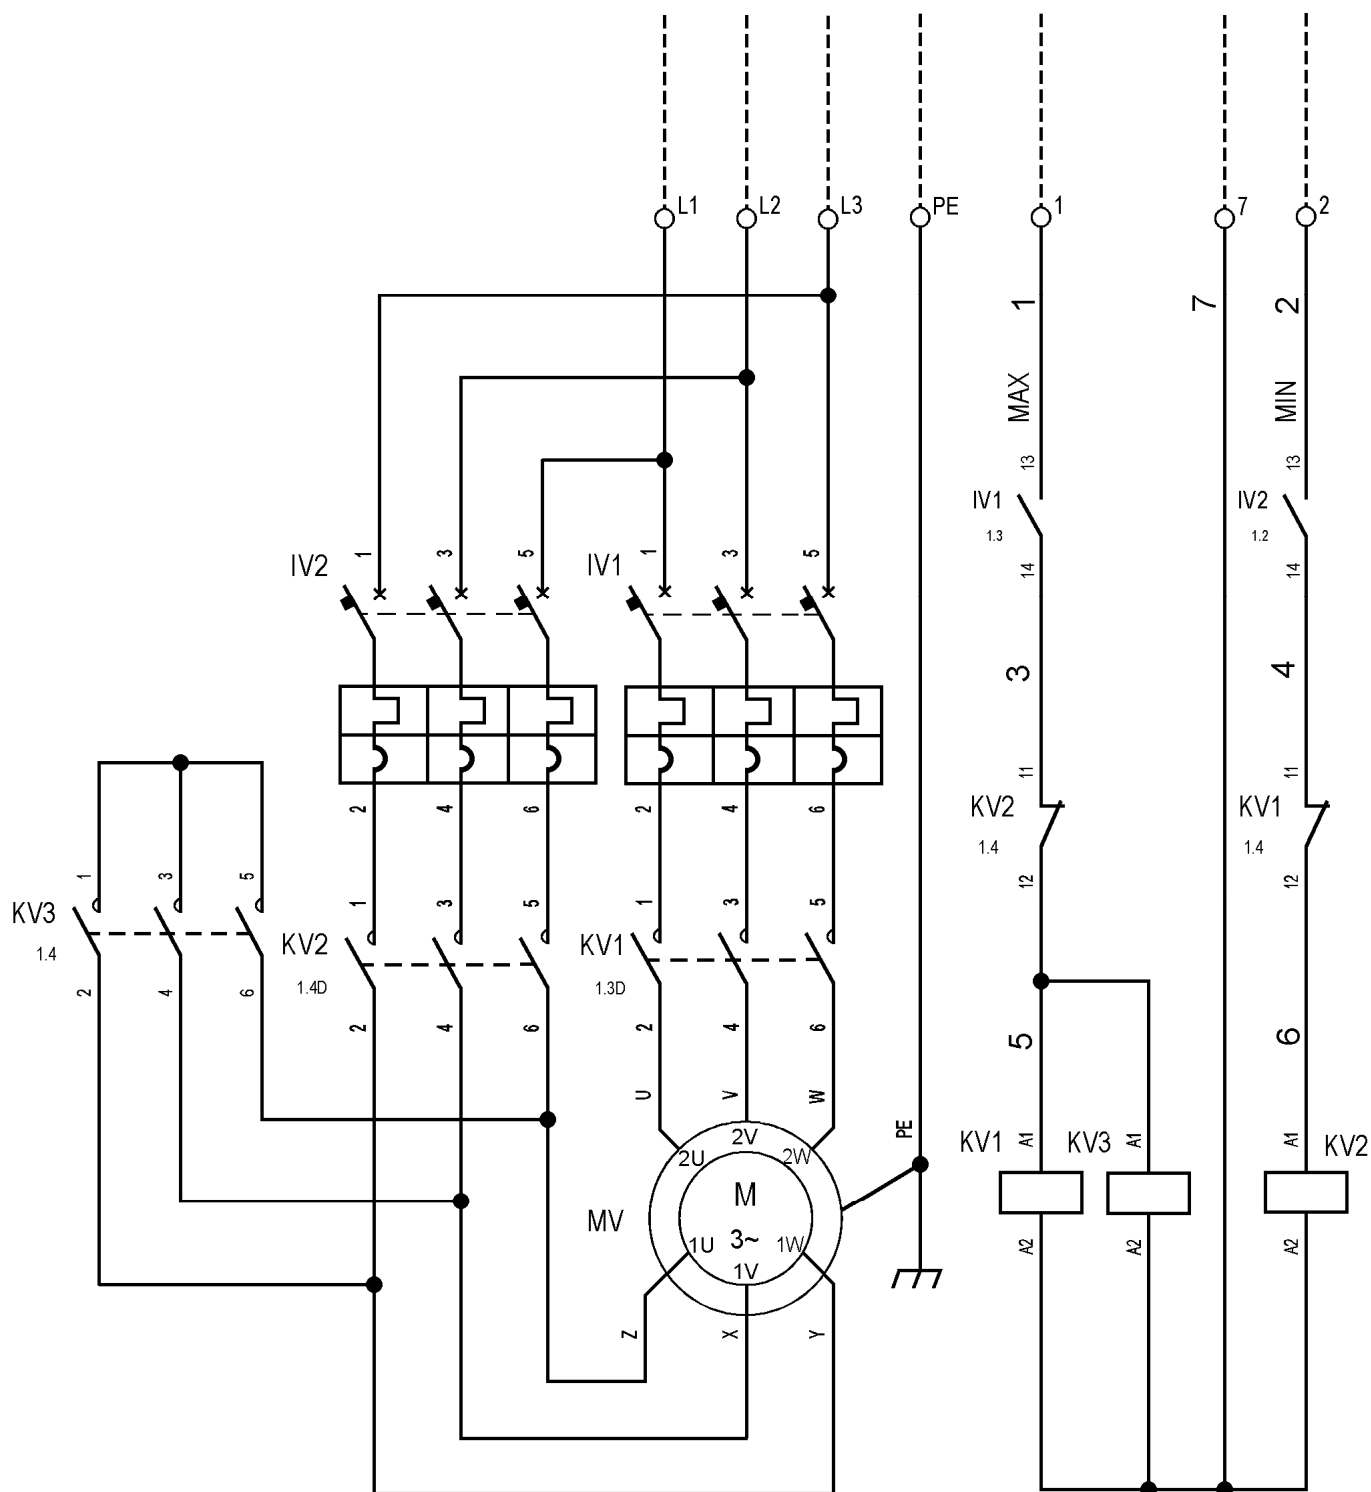 L1 L2 L3 PE 1 7 2
1 7 2
MAX MIN
13 13
IV2 1 3 5 IV1 1 3 5 IV1 IV2
1.3 1.2
14 14
3 4
11 11
2 4 6 2 4 6 KV2 KV1
1.4 1.4
1 3 5 12 12
KV3 1 3 5 1 3 5
1.4 KV2 KV1
2 4 6 1.4D 1.3D
2 4 6 2 4 6 5 6
U V W PE
2U 2V 2W KV1 A1 KV3 A1 A1 KV2
M
MV 3~
1U 1V 1W A2 A2 A2
Z X Y